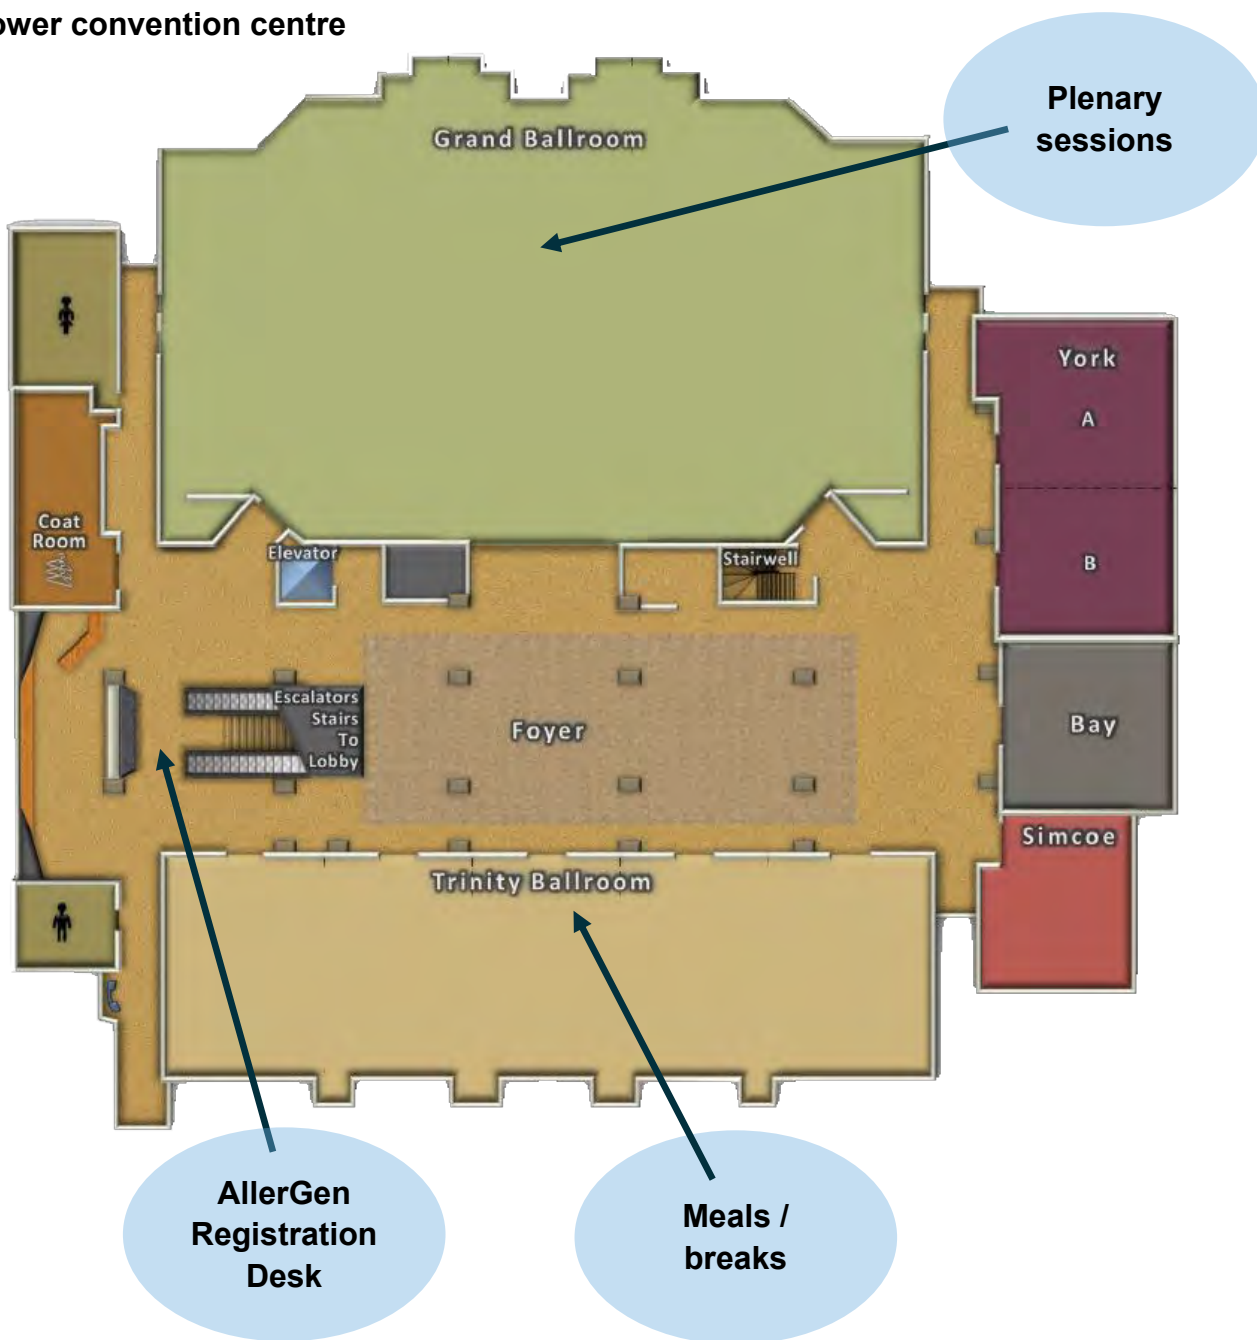 ower convention centre
Plenary
sessions
Grand Ballroom
York
A
Coat
Room
Elevator
Stairwell
B
Escalators
Stairs
To
Lobby
Foyer
Bay
Simcoe
Trinity Ballroom
AllerGen
Registration
Desk
Meals /
breaks